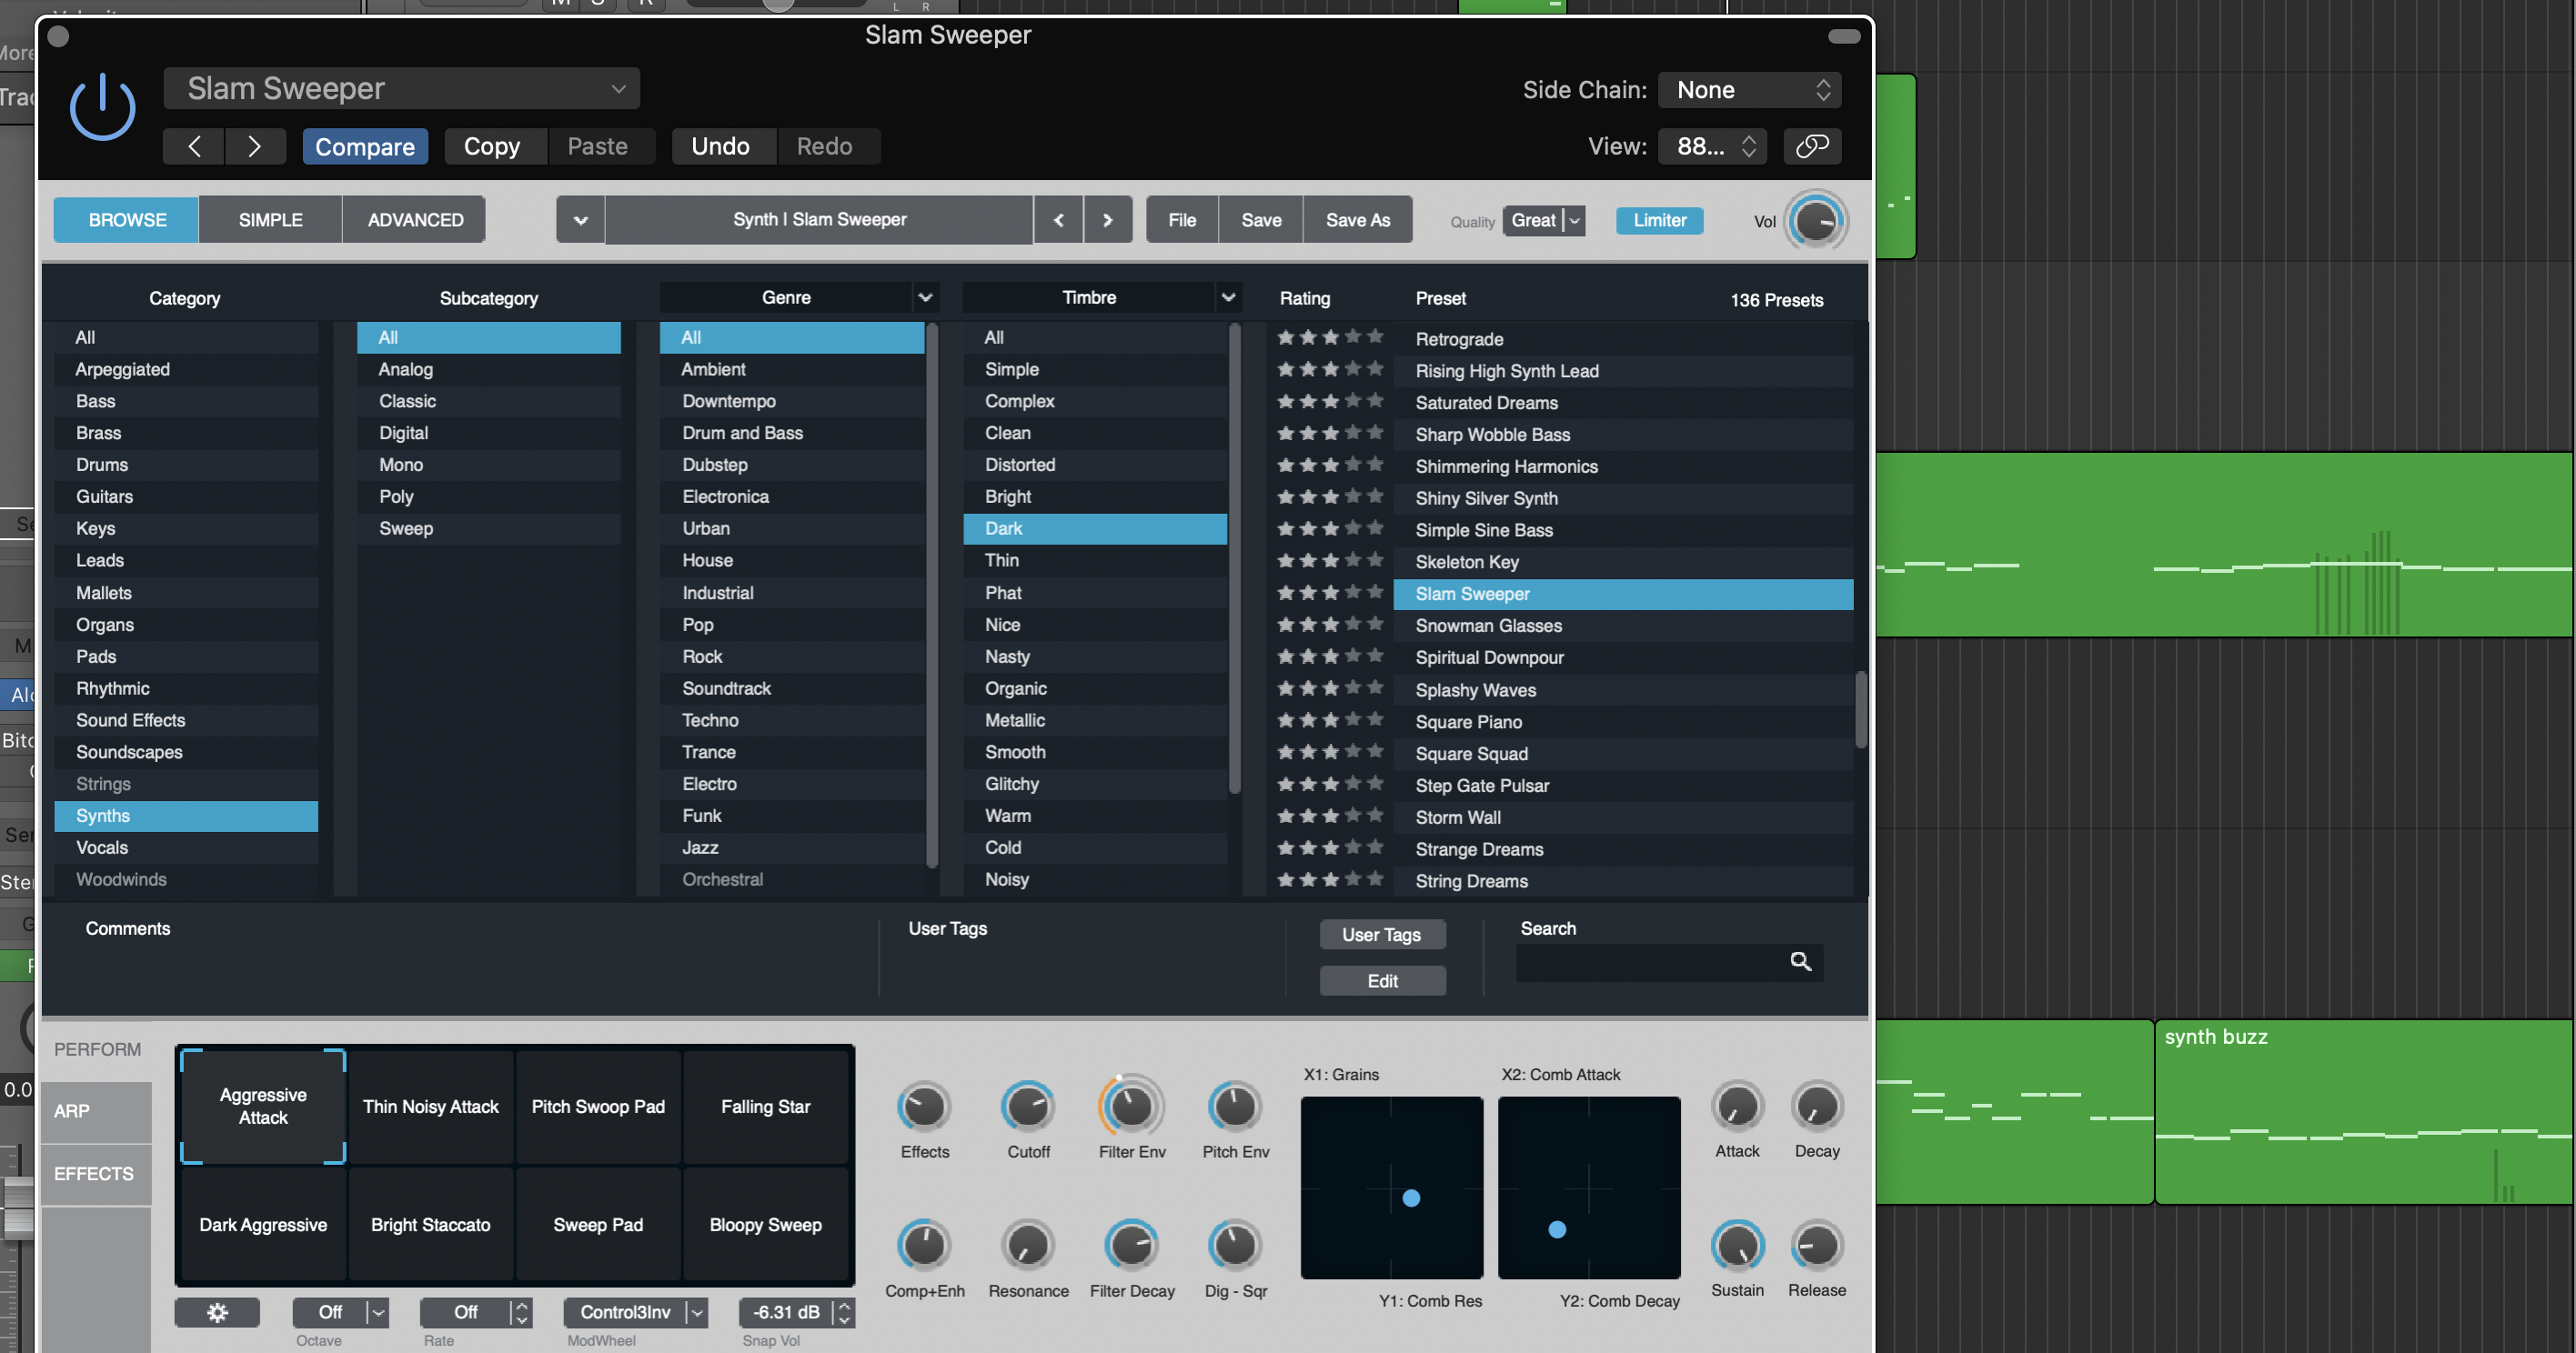 Slam Sweeper
Slam Sweeper
Side Chain: None
Compare Copy Paste Undo Redo
View: 88...
BROWSE SIMPLE ADVANCED
Synth | Slam Sweeper
File Save Save As
Quality Great
Limiter
Vol
Category
All
Arpeggiated
Bass
Brass
Drums
Guitars
Keys
Leads
Mallets
Organs
Pads
Rhythmic
Sound Effects
Soundscapes
Strings
Synths
Vocals
Woodwinds
Subcategory
All
Analog
Classic
Digital
Mono
Poly
Sweep
Genre
All
Ambient
Downtempo
Drum and Bass
Dubstep
Electronica
Urban
House
Industrial
Pop
Rock
Soundtrack
Techno
Trance
Electro
Funk
Jazz
Orchestral
Timbre
All
Simple
Complex
Clean
Distorted
Bright
Dark
Thin
Phat
Nice
Nasty
Organic
Metallic
Smooth
Glitchy
Warm
Cold
Noisy
Rating
Preset
136 Presets
Retrograde
Rising High Synth Lead
Saturated Dreams
Sharp Wobble Bass
Shimmering Harmonics
Shiny Silver Synth
Simple Sine Bass
Skeleton Key
Slam Sweeper
Snowman Glasses
Spiritual Downpour
Splashy Waves
Square Piano
Square Squad
Step Gate Pulsar
Storm Wall
Strange Dreams
String Dreams
Comments
User Tags
User Tags
Edit
Search
PERFORM
ARP
EFFECTS
Aggressive
Attack
Thin Noisy Attack
Pitch Swoop Pad
Falling Star
Dark Aggressive
Bright Staccato
Sweep Pad
Bloopy Sweep
Off
Octave
Off
Rate
Control3Inv
ModWheel
-6.31 dB
Snap Vol
Effects
Cutoff
Filter Env
Pitch Env
Comp+Enh
Resonance
Filter Decay
Dig - Sqr
X1: Grains
Y1: Comb Res
X2: Comb Attack
Y2: Comb Decay
Attack
Decay
Sustain
Release
synth buzz
L R